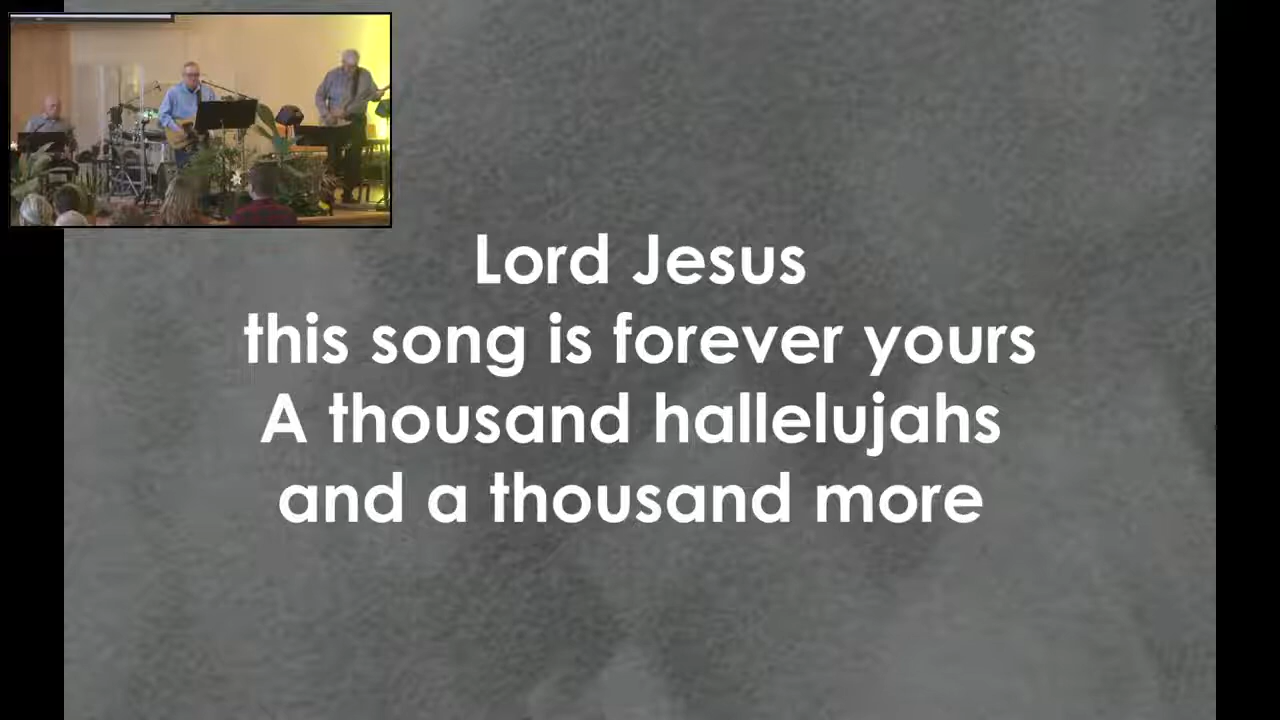 Lord Jesus
this song is forever yours
A thousand hallelujahs
and a thousand more